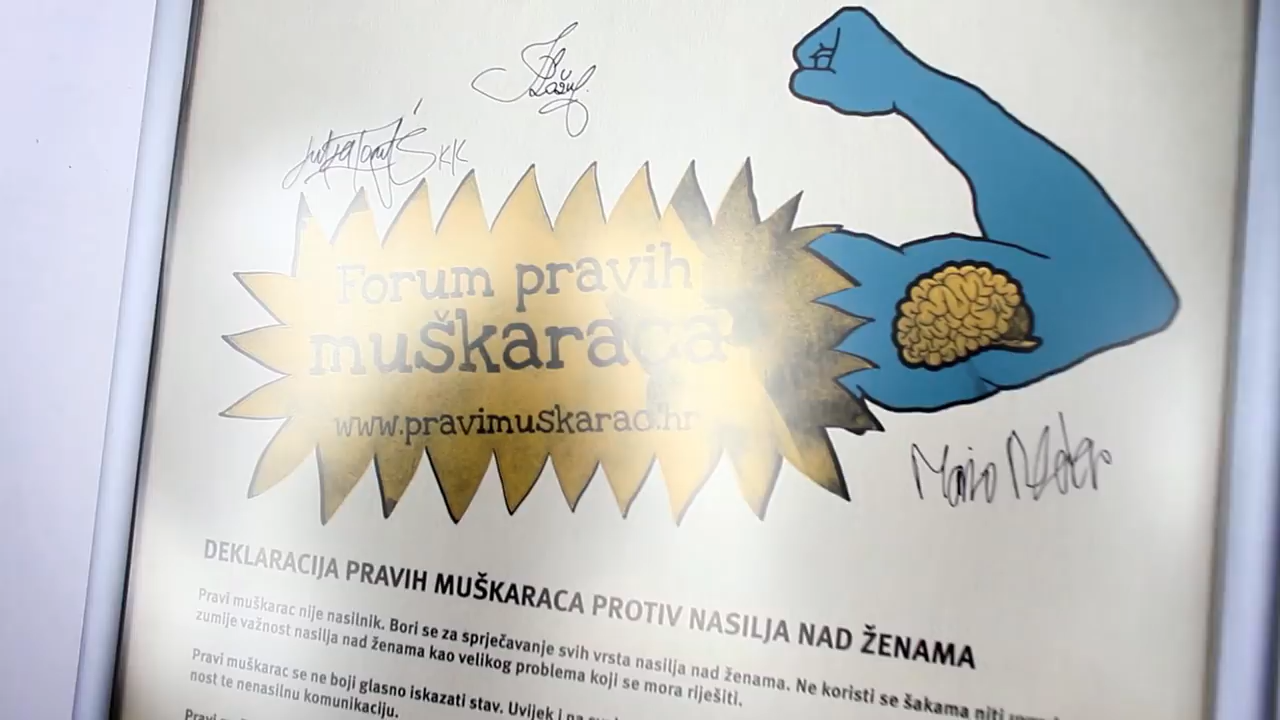 KK
Forum pravih
muškaraca
www.pravimuskarac.hr
Mario
DEKLARACIJA PRAVIH MUŠKARACA PROTIV NASILJA NAD ŽENAMA
Pravi muškarac nije nasilnik. Bori se za sprječavanje svih vrsta nasilja nad ženama. Ne koristi se šakama niti
zumije važnost nasilja nad ženama kao velikog problema koji se mora riješiti.
Pravi muškarac se ne boji glasno iskazati stav. Uvijek i na
nost te nenasilnu komunikaciju.